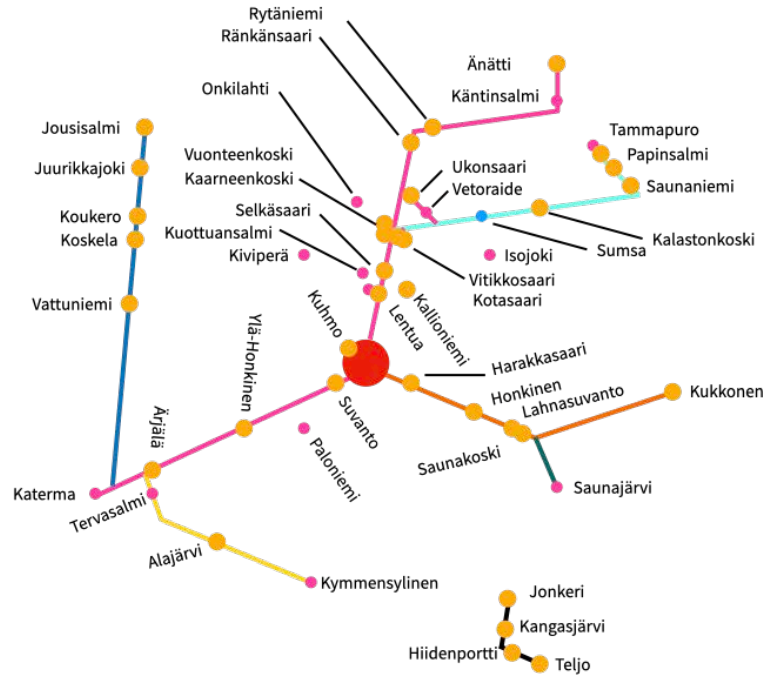 Rytäniemi
Ränkänsaari
Änätti
Käntinsalmi
Onkilahti
Jousisalmi
Tammapuro
Papinsalmi
Vuonteenkoski
Kaarneenkoski
Ukonsaari
Vetoraide
Juurikkajoki
Saunaniemi
Selkäsaari
Koukero
Kuottuansalmi
Koskela
Kiviperä
Isojoki
Sumsa
Kalastonkoski
Vitikkosaari
Kotasaari
Vattuniemi
Kuhmo
Lentua
Kallioniemi
Ylä-Honkinen
Harakkasaari
Honkinen
Lahnasuvanto
Kukkonen
Ärjälä
Suvanto
Paloniemi
Saunakoski
Katerma
Tervasalmi
Saunajärvi
Alajärvi
Kymmensylinen
Jonkeri
Kangasjärvi
Hiidenportti
Teljo